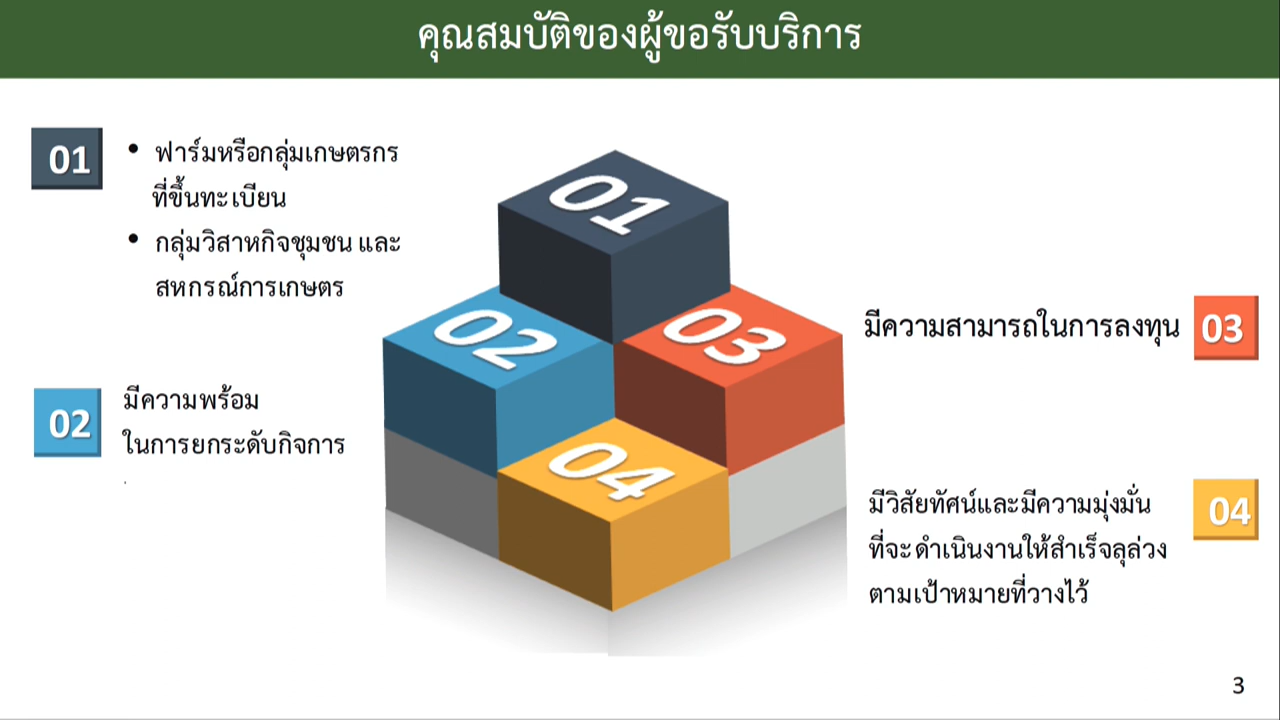 คุณสมบัติของผู้ขอรับบริการ
01
• ฟาร์มหรือกลุ่มเกษตรกร
ที่ขึ้นทะเบียน
• กลุ่มวิสาหกิจชุมชน และ
สหกรณ์การเกษตร
02
มีความพร้อม
ในการยกระดับกิจการ
.
01
02
03
04
มีความสามารถในการลงทุน
03
มีวิสัยทัศน์และมีความมุ่งมั่น
ที่จะดำเนินงานให้สำเร็จลุล่วง
ตามเป้าหมายที่วางไว้
04
3